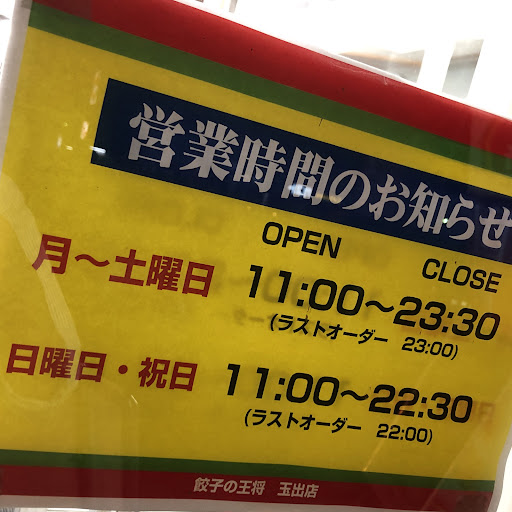 営業時間のお知らせ
OPEN CLOSE
月～土曜日 11:00～23:30
(ラストオーダー 23:00)
日曜日・祝日 11:00～22:30
(ラストオーダー 22:00)
餃子の王将 玉出店